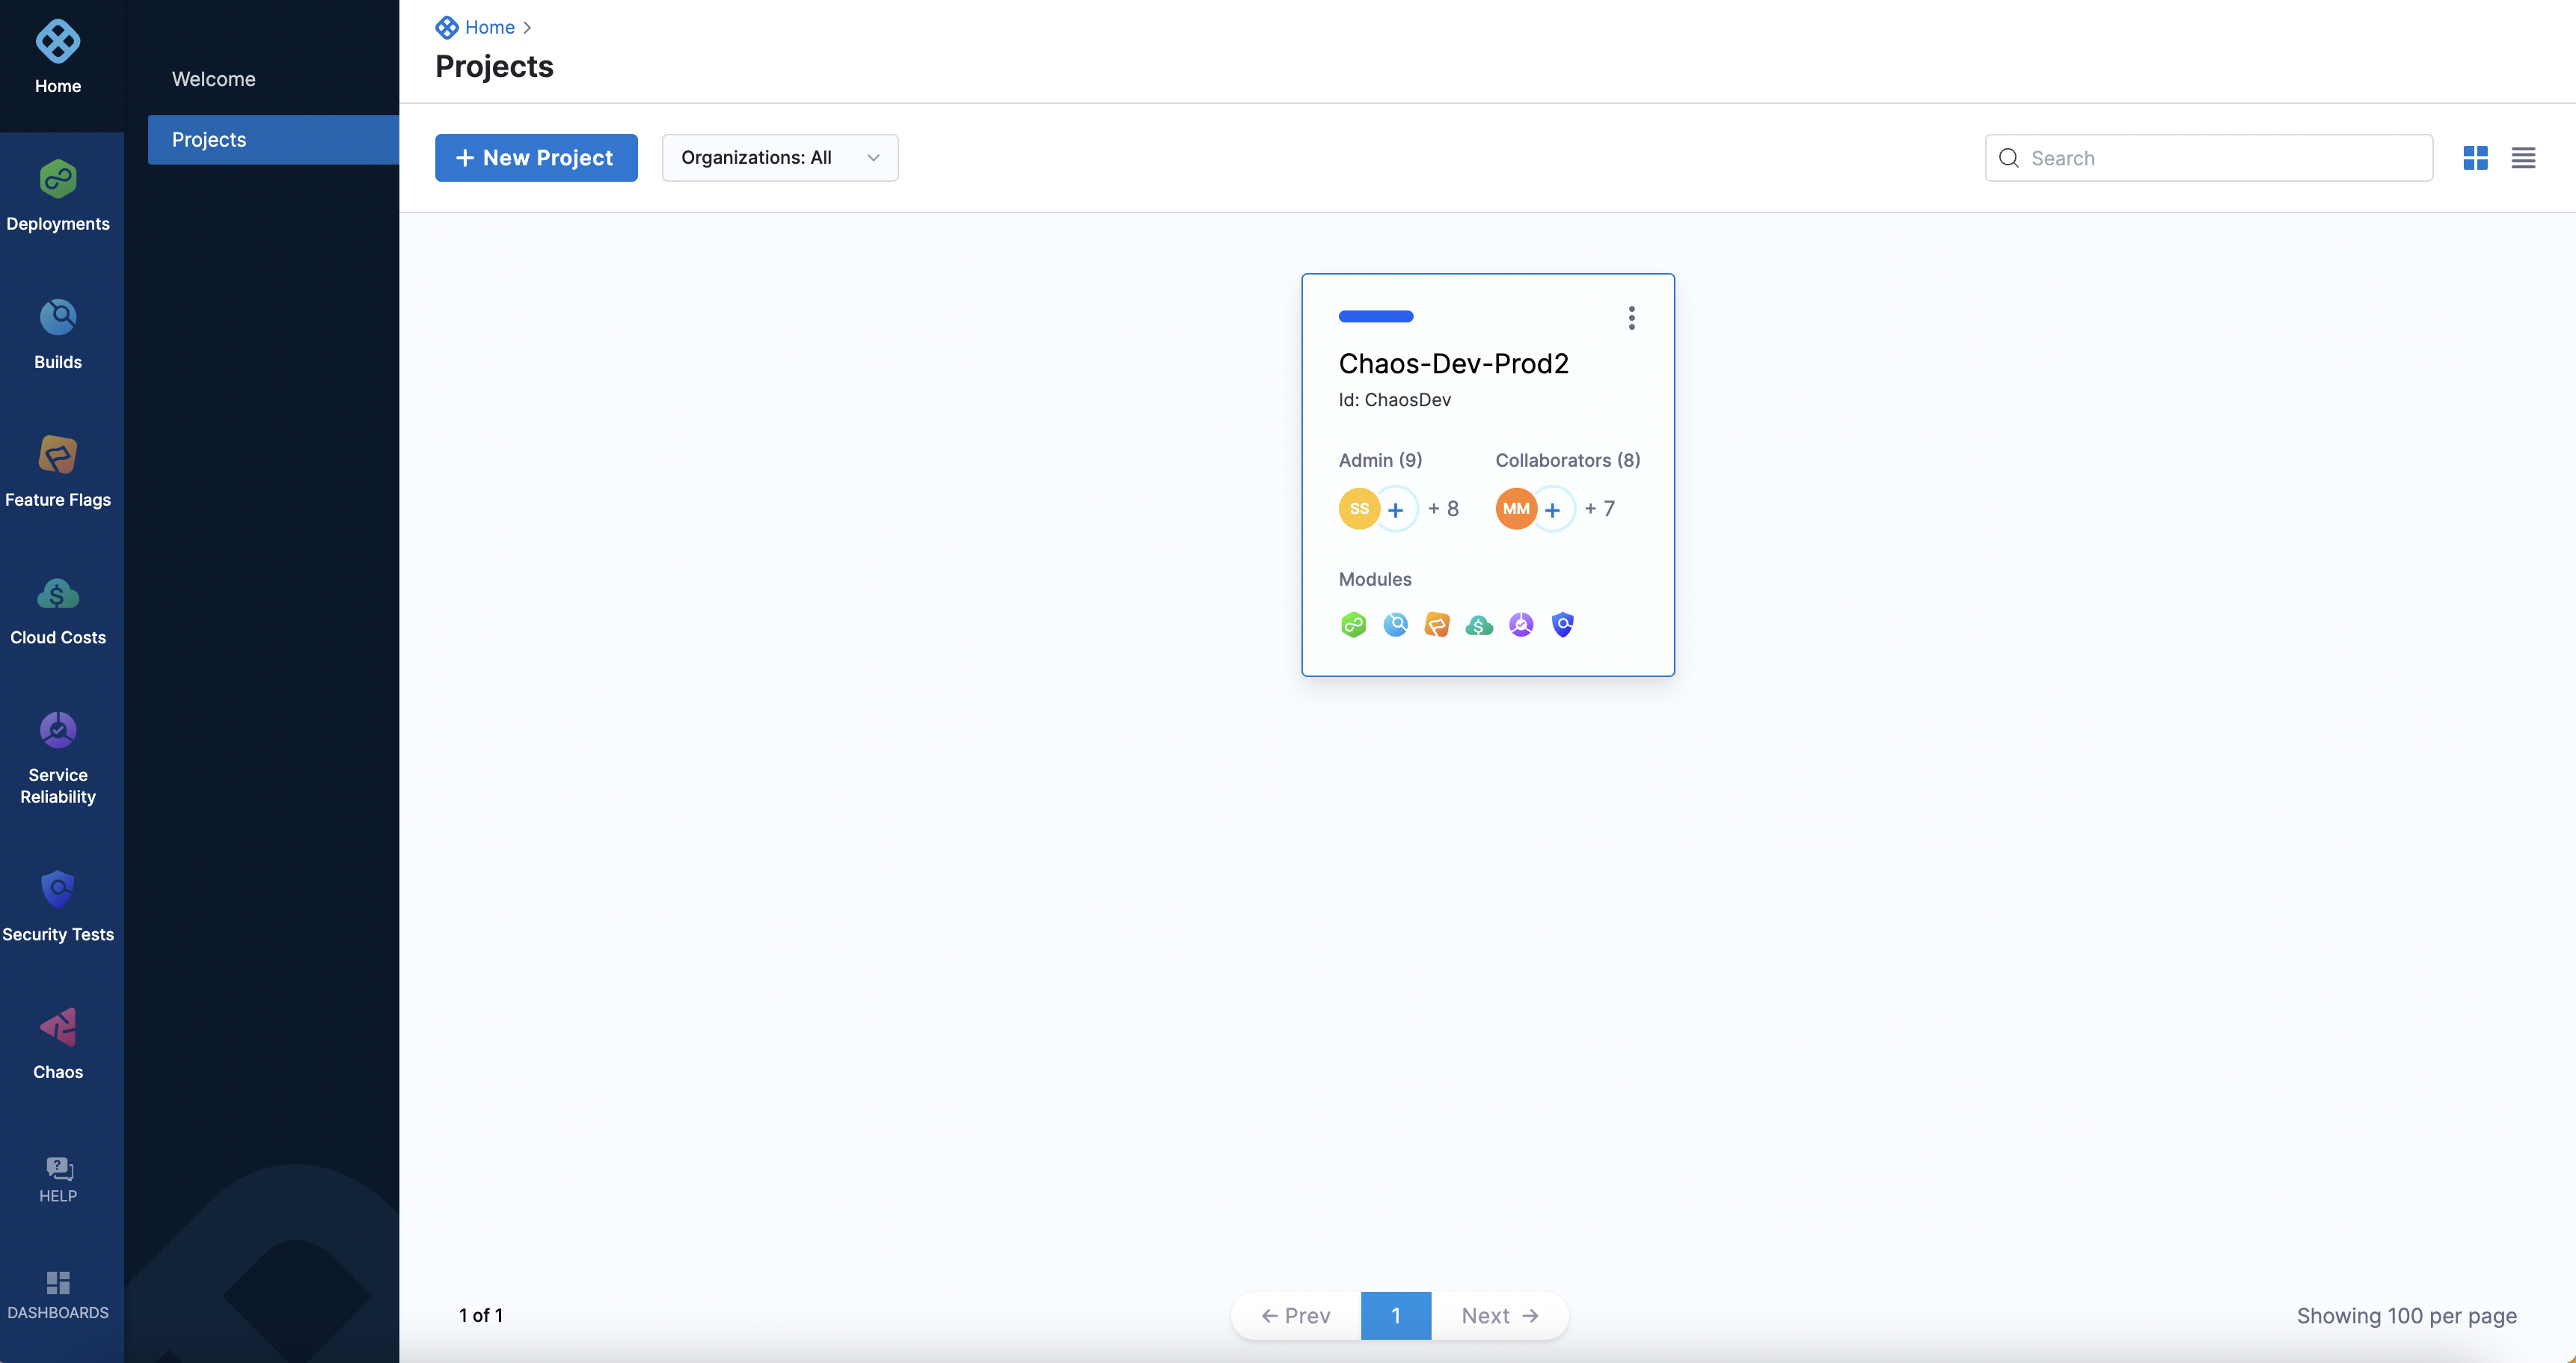 Home
Deployments
Builds
Feature Flags
Cloud Costs
Service
Reliability
Security Tests
Chaos
HELP
DASHBOARDS
Welcome
Projects
Home
Projects
New Project
Organizations: All
Search
Chaos-Dev-Prod2
Id: ChaosDev
Admin (9)
Collaborators (8)
SS + + 8
MM + + 7
Modules
1 of 1
← Prev
1
Next →
Showing 100 per page